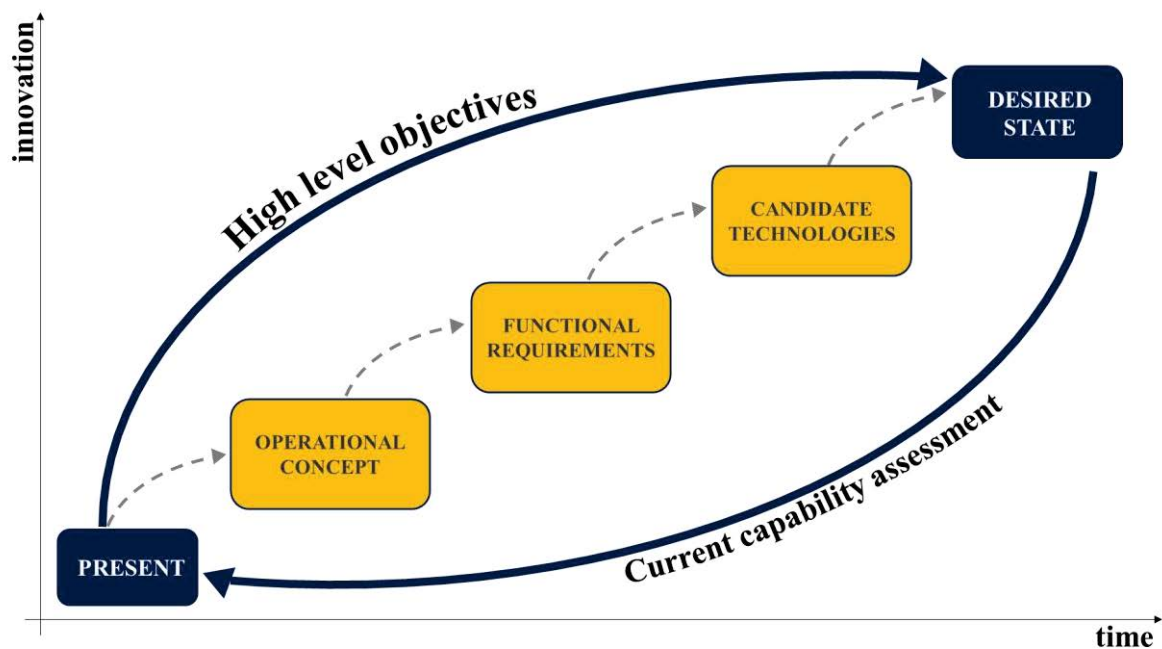 innovation
High level objectives
DESIRED
STATE
CANDIDATE
TECHNOLOGIES
FUNCTIONAL
REQUIREMENTS
OPERATIONAL
CONCEPT
Current capability assessment
PRESENT
time